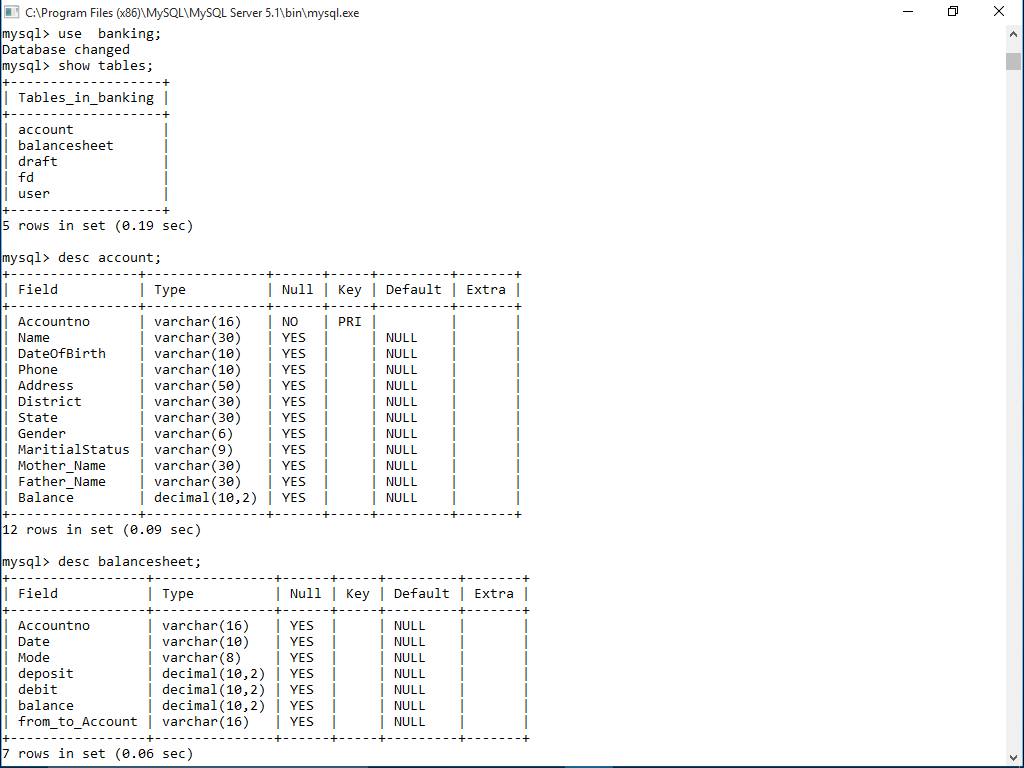 C:\Program Files (x86)\MySQL\MySQL Server 5.1\bin\mysql.exe
mysql> use  banking;
Database changed
mysql> show tables;
+-------------------+
| Tables_in_banking |
+-------------------+
| account           |
| balancesheet      |
| draft             |
| fd                |
| user              |
+-------------------+
5 rows in set (0.19 sec)

mysql> desc account;
+----------------+---------------+------+-----+---------+-------+
| Field          | Type          | Null | Key | Default | Extra |
+----------------+---------------+------+-----+---------+-------+
| Accountno      | varchar(16)   | NO   | PRI |         |       |
| Name           | varchar(30)   | YES  |     | NULL    |       |
| DateOfBirth    | varchar(10)   | YES  |     | NULL    |       |
| Phone          | varchar(10)   | YES  |     | NULL    |       |
| Address        | varchar(50)   | YES  |     | NULL    |       |
| District       | varchar(30)   | YES  |     | NULL    |       |
| State          | varchar(30)   | YES  |     | NULL    |       |
| Gender         | varchar(6)    | YES  |     | NULL    |       |
| MaritialStatus | varchar(9)    | YES  |     | NULL    |       |
| Mother_Name    | varchar(30)   | YES  |     | NULL    |       |
| Father_Name    | varchar(30)   | YES  |     | NULL    |       |
| Balance        | decimal(10,2) | YES  |     | NULL    |       |
+----------------+---------------+------+-----+---------+-------+
12 rows in set (0.09 sec)

mysql> desc balancesheet;
+-----------------+---------------+------+-----+---------+-------+
| Field           | Type          | Null | Key | Default | Extra |
+-----------------+---------------+------+-----+---------+-------+
| Accountno       | varchar(16)   | YES  |     | NULL    |       |
| Date            | varchar(10)   | YES  |     | NULL    |       |
| Mode            | varchar(8)    | YES  |     | NULL    |       |
| deposit         | decimal(10,2) | YES  |     | NULL    |       |
| debit           | decimal(10,2) | YES  |     | NULL    |       |
| balance         | decimal(10,2) | YES  |     | NULL    |       |
| from_to_Account | varchar(16)   | YES  |     | NULL    |       |
+-----------------+---------------+------+-----+---------+-------+
7 rows in set (0.06 sec)